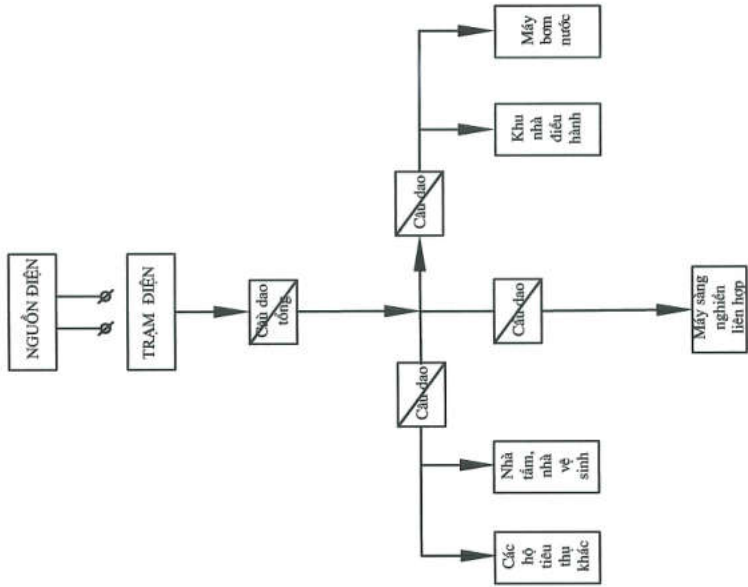 NGUỒN ĐIỆN
TRẠM ĐIỆN
Cầu dao
tổng
Cầu dao
Cầu dao
Cầu dao
Các
hộ
tiêu
thụ
khác
Nhà
tắm,
nhà
vệ
sinh
Máy sàng
nghiền
liên hợp
Khu
nhà
điều
hành
Máy
bơm
nước